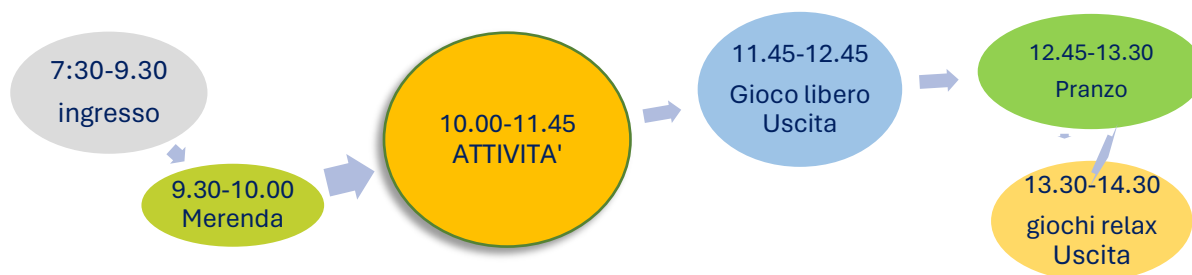 7:30-9.30
ingresso
9.30-10.00
Merenda
10.00-11.45
ATTIVITA'
11.45-12.45
Gioco libero
Uscita
12.45-13.30
Pranzo
13.30-14.30
giochi relax
Uscita